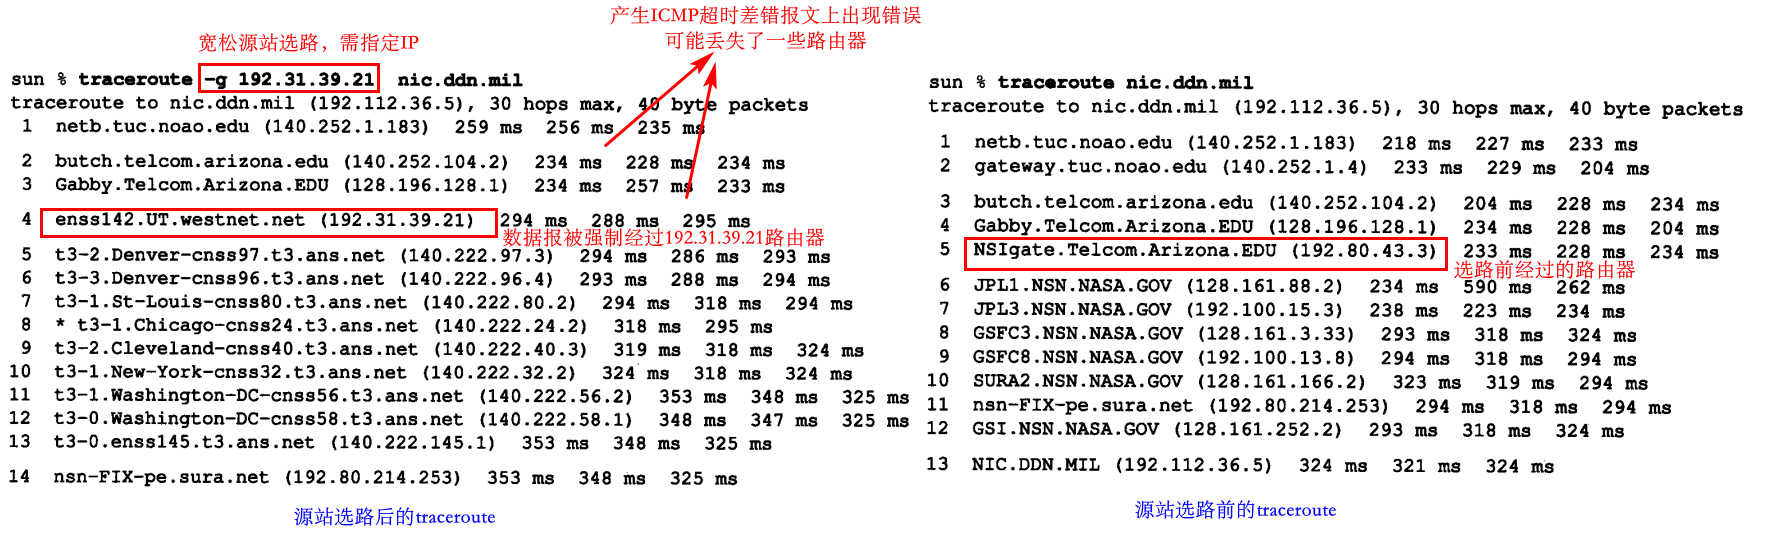 产生ICMP超时差错报文上出现错误
可能丢失了一些路由器
宽松源站选路，需指定IP
sun % traceroute -g 192.31.39.21 nic.ddn.mil
traceroute to nic.ddn.mil (192.112.36.5), 30 hops max, 40 byte packets
1 netb.tuc.noao.edu (140.252.1.183) 259 ms 256 ms 235 ms
2 butch.telcom.arizona.edu (140.252.104.2) 234 ms 228 ms 234 ms
3 Gabby.Telcom.Arizona.EDU (128.196.128.1) 234 ms 257 ms 233 ms
4 enss142.UT.westnet.net (192.31.39.21) 294 ms 288 ms 295 ms
数据报被强制经过192.31.39.21路由器
5 t3-2.Denver-cnss97.t3.ans.net (140.222.97.3) 294 ms 286 ms 293 ms
6 t3-3.Denver-cnss96.t3.ans.net (140.222.96.4) 293 ms 288 ms 294 ms
7 t3-1.St-Louis-cnss80.t3.ans.net (140.222.80.2) 294 ms 318 ms 294 ms
8 * t3-1.Chicago-cnss24.t3.ans.net (140.222.24.2) 318 ms 295 ms
9 t3-2.Cleveland-cnss40.t3.ans.net (140.222.40.3) 319 ms 318 ms 324 ms
10 t3-1.New-York-cnss32.t3.ans.net (140.222.32.2) 324 ms 318 ms 324 ms
11 t3-1.Washington-DC-cnss56.t3.ans.net (140.222.56.2) 353 ms 348 ms 325 ms
12 t3-0.Washington-DC-cnss58.t3.ans.net (140.222.58.1) 348 ms 347 ms 325 ms
13 t3-0.enss145.t3.ans.net (140.222.145.1) 353 ms 348 ms 325 ms
14 nsn-FIX-pe.sura.net (192.80.214.253) 353 ms 348 ms 325 ms
源站选路后的traceroute
sun % traceroute nic.ddn.mil
traceroute to nic.ddn.mil (192.112.36.5), 30 hops max, 40 byte packets
1 netb.tuc.noao.edu (140.252.1.183) 218 ms 227 ms 233 ms
2 gateway.tuc.noao.edu (140.252.1.4) 233 ms 229 ms 204 ms
3 butch.telcom.arizona.edu (140.252.104.2) 204 ms 228 ms 234 ms
4 Gabby.Telcom.Arizona.EDU (128.196.128.1) 234 ms 228 ms 204 ms
5 NSIgate.Telcom.Arizona.EDU (192.80.43.3) 233 ms 228 ms 234 ms
选路前经过的路由器
6 JPL1.NSN.NASA.GOV (128.161.88.2) 234 ms 590 ms 262 ms
7 JPL3.NSN.NASA.GOV (192.100.15.3) 238 ms 223 ms 234 ms
8 GSFC3.NSN.NASA.GOV (128.161.3.33) 293 ms 318 ms 324 ms
9 GSFC8.NSN.NASA.GOV (192.100.13.8) 294 ms 318 ms 294 ms
10 SURA2.NSN.NASA.GOV (128.161.166.2) 323 ms 319 ms 294 ms
11 nsn-FIX-pe.sura.net (192.80.214.253) 294 ms 318 ms 294 ms
12 GSI.NSN.NASA.GOV (128.161.252.2) 293 ms 318 ms 324 ms
13 NIC.DDN.MIL (192.112.36.5) 324 ms 321 ms 324 ms
源站选路前的traceroute